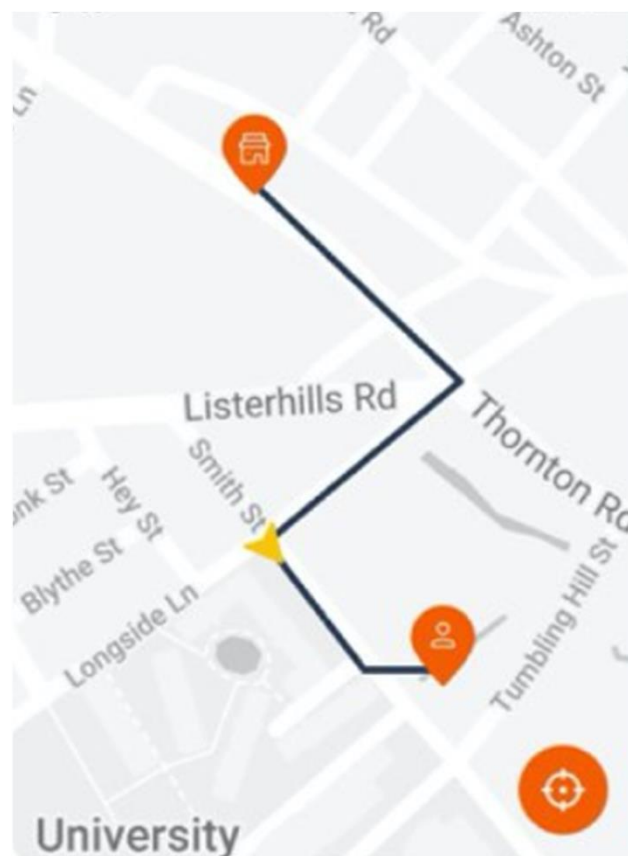 Rd
Ashton St
Ln
Listerhills Rd
Thornton Rd
Smith St
Hey St
Blythe St
Longside Ln
Tumbling Hill St
University